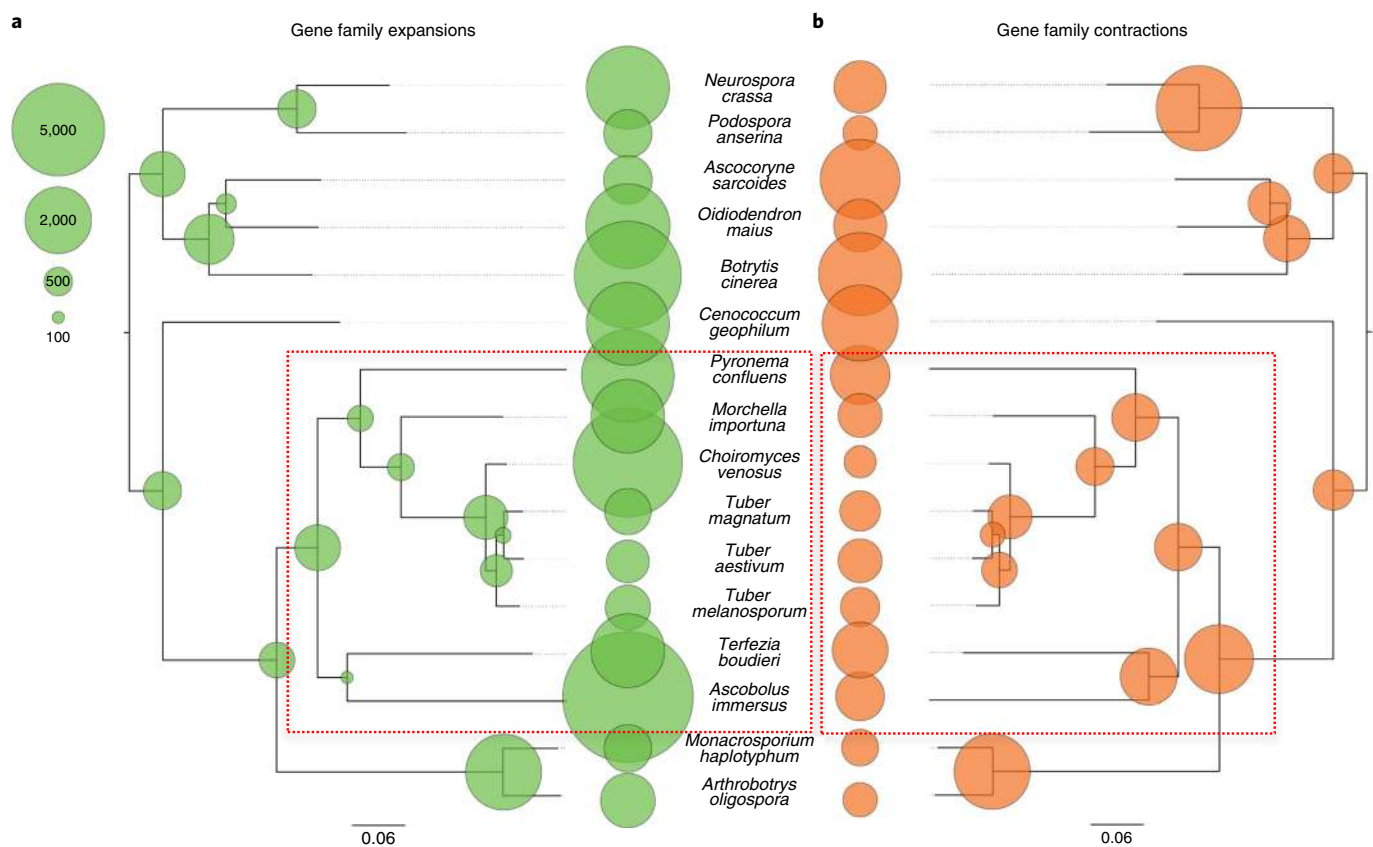 a
Gene family expansions
b
Gene family contractions
5,000
2,000
500
100
Neurospora
crassa
Podospora
anserina
Ascocoryne
sarcoides
Oidiodendron
maius
Botrytis
cinerea
Cenococcum
geophilum
Pyronema
confluens
Morchella
importuna
Choiromyces
venosus
Tuber
magnatum
Tuber
aestivum
Tuber
melanosporum
Terfezia
boudieri
Ascobolus
immersus
Monacrosporium
haplotyphum
Arthrobotrys
oligospora
0.06
0.06